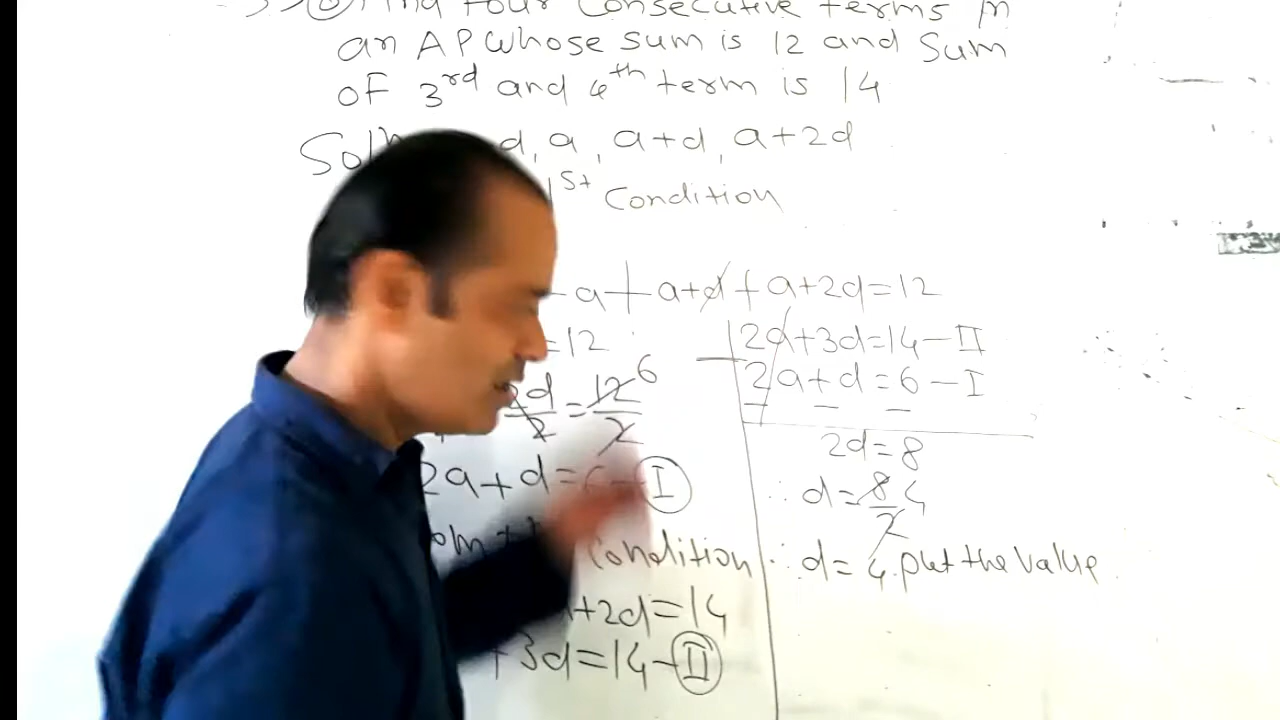 Find four consecutive terms in
an AP whose sum is 12 and sum
of 3rd and 4th term is 14
Soln d, a, a+d, a+2d
1st Condition
a + a+d + a+2d=12
=12
2d/2 = 12/2 6
2a+d=6 - I
Condition
+2d=14
+3d=14-II
2a+3d=14-II
2a+d=6-I
- - -
2d=8
∴ d=8/2 4
∴ d=4. put the value